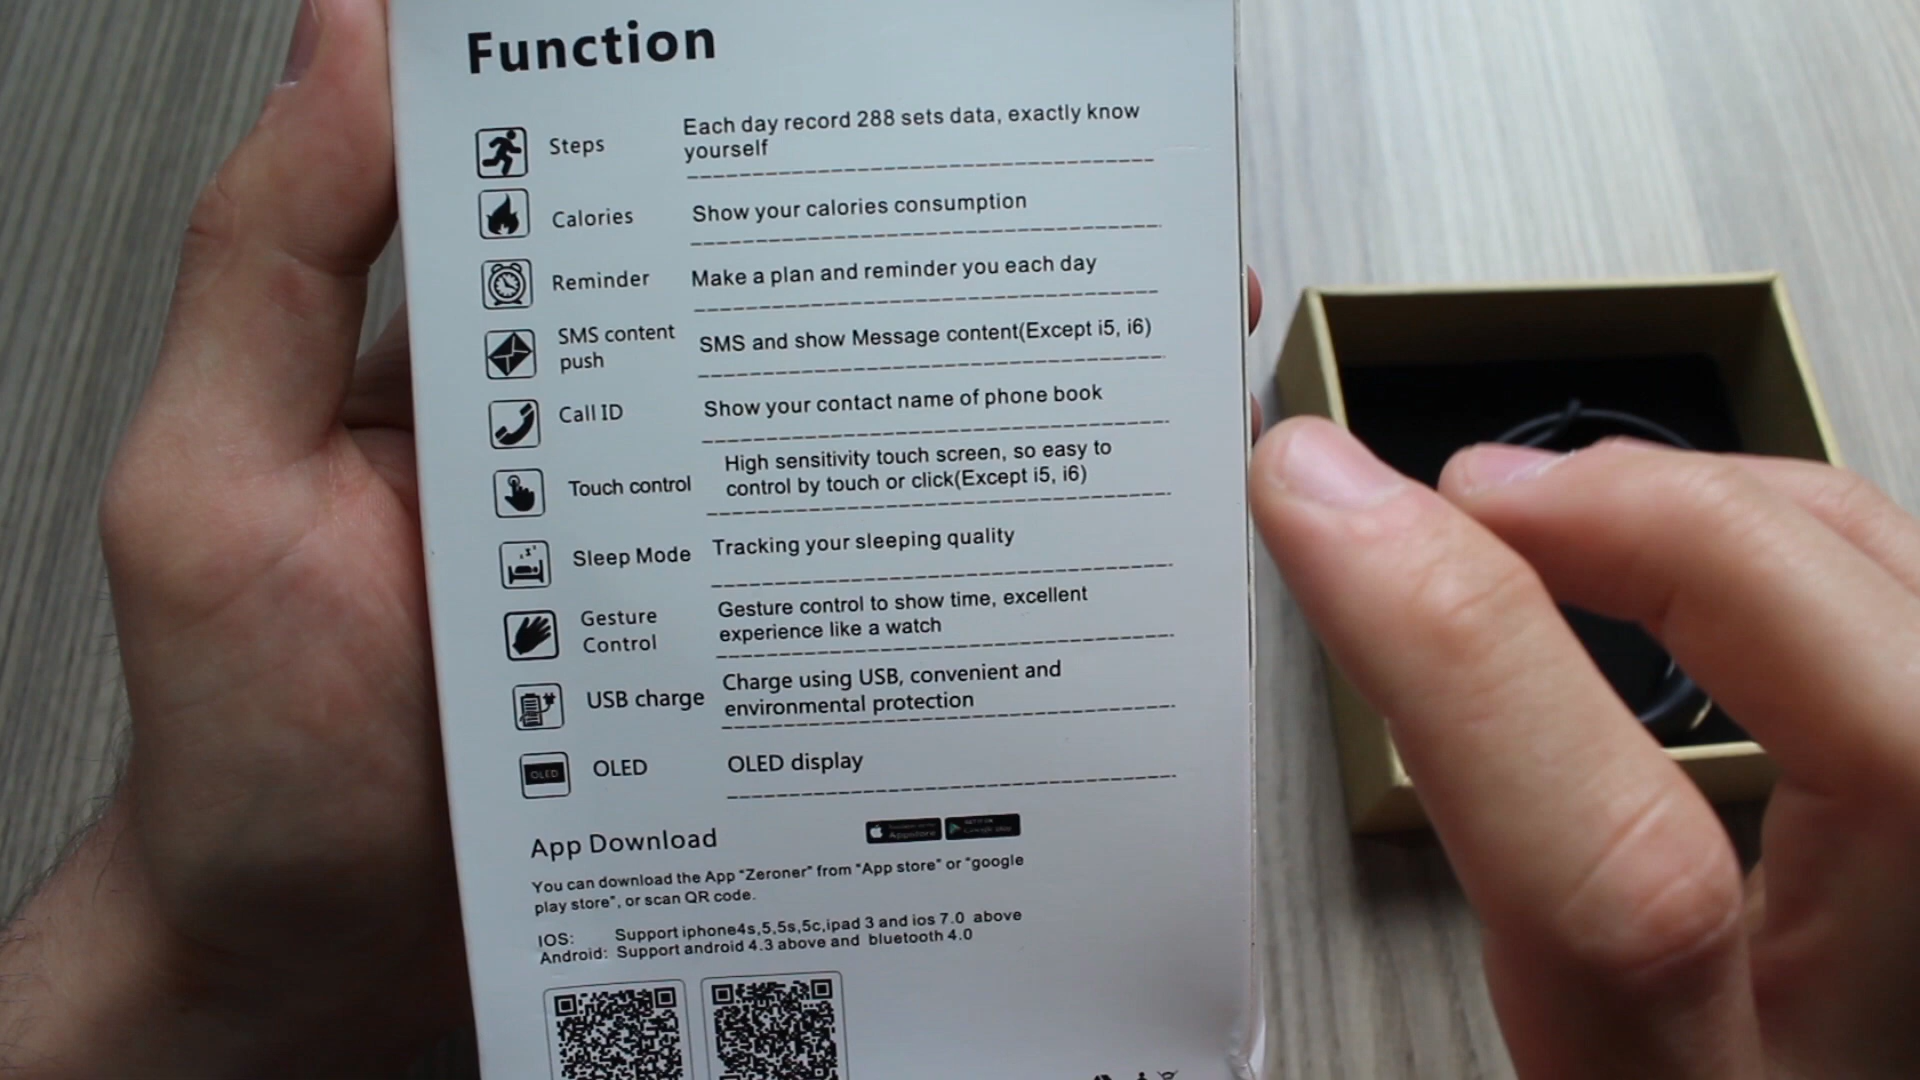 Function
Steps
Each day record 288 sets data, exactly know
yourself
Calories
Show your calories consumption
Reminder
Make a plan and reminder you each day
SMS content
push
SMS and show Message content(Except i5, i6)
Call ID
Show your contact name of phone book
Touch control
High sensitivity touch screen, so easy to
control by touch or click(Except i5, i6)
Sleep Mode
Tracking your sleeping quality
Gesture
Control
Gesture control to show time, excellent
experience like a watch
USB charge
Charge using USB, convenient and
environmental protection
OLED
OLED
OLED display
App Download
Appstore
You can download the App "Zeroner" from "App store" or "google
play store", or scan QR code.
IOS: Support iphone4s,5,5s,5c,ipad 3 and ios 7.0 above
Android: Support android 4.3 above and bluetooth 4.0